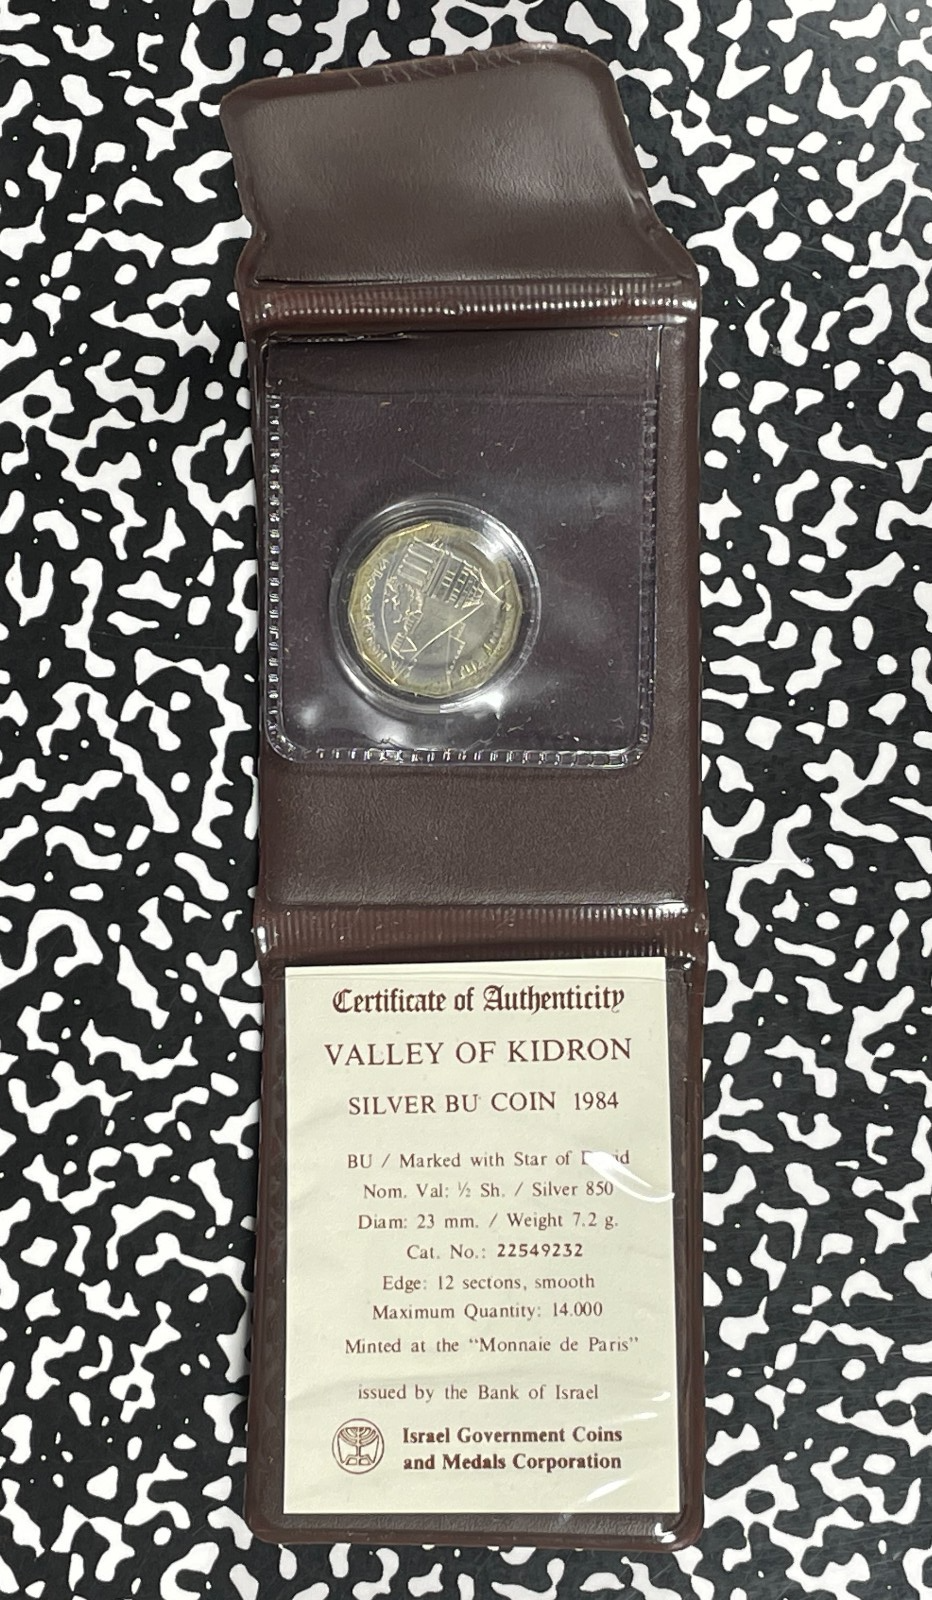 Certificate of Authenticity
VALLEY OF KIDRON
SILVER BU COIN 1984
BU / Marked with Star of
Nom. Val: ½ Sh. / Silver 850
Diam: 23 mm. / Weight 7.2 g.
Cat. No.: 22549232
Edge: 12 sectons, smooth
Maximum Quantity: 14.000
Minted at the "Monnaie de Paris"
issued by the Bank of Israel
Israel Government Coins
and Medals Corporation